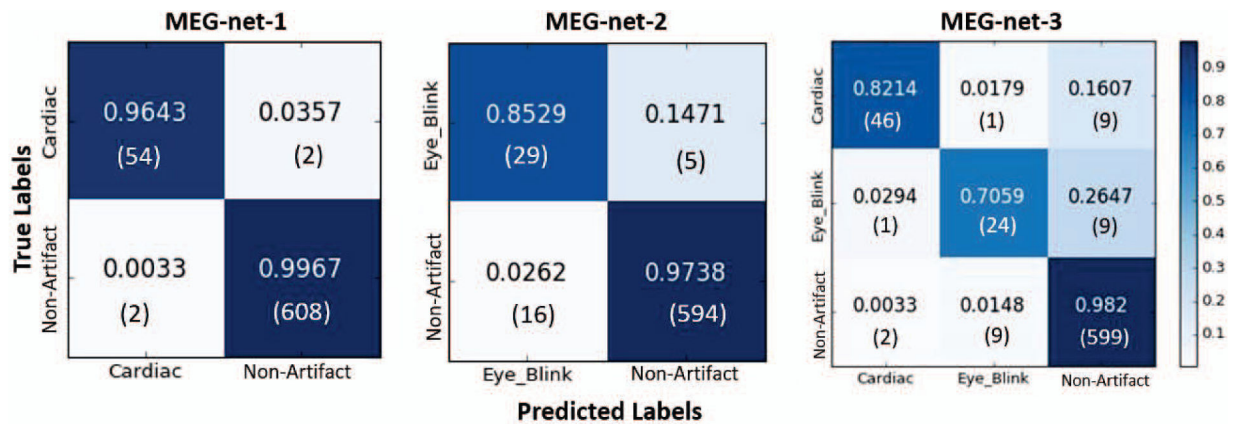 MEG-net-1
MEG-net-2
MEG-net-3
True Labels
Cardiac
Non-Artifact
0.9643
(54)
0.0357
(2)
0.0033
(2)
0.9967
(608)
Cardiac
Non-Artifact
Eye_Blink
Non-Artifact
0.8529
(29)
0.1471
(5)
0.0262
(16)
0.9738
(594)
Eye_Blink
Non-Artifact
Cardiac
Eye_Blink
Non-Artifact
0.8214
(46)
0.0179
(1)
0.1607
(9)
0.0294
(1)
0.7059
(24)
0.2647
(9)
0.0033
(2)
0.0148
(9)
0.982
(599)
Cardiac
Eye_Blink
Non-Artifact
0.9
0.8
0.7
0.6
0.5
0.4
0.3
0.2
0.1
Predicted Labels